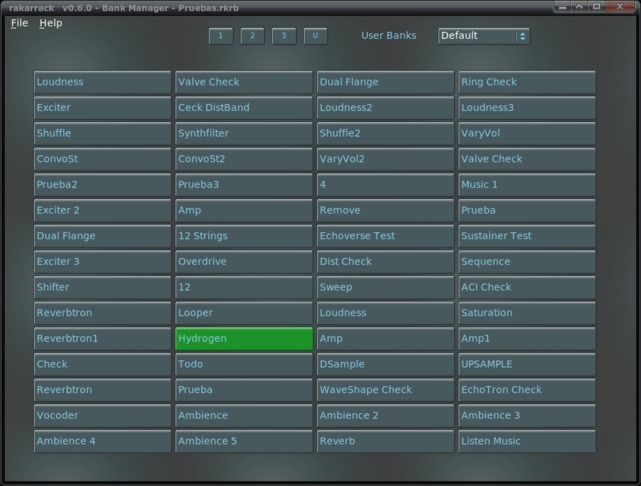 rakarrack v0.6.0 - Bank Manager - Pruebas.rkrb
File Help
1 2 3 U User Banks Default
Loudness Valve Check Dual Flange Ring Check
Exciter Ceck DistBand Loudness2 Loudness3
Shuffle Synthfilter Shuffle2 VaryVol
ConvoSt ConvoSt2 VaryVol2 Valve Check
Prueba2 Prueba3 4 Music 1
Exciter 2 Amp Remove Prueba
Dual Flange 12 Strings Echoverse Test Sustainer Test
Exciter 3 Overdrive Dist Check Sequence
Shifter 12 Sweep ACI Check
Reverbtron Looper Loudness Saturation
Reverbtron1 Hydrogen Amp Amp1
Check Todo DSample UPSAMPLE
Reverbtron Prueba WaveShape Check EchoTron Check
Vocoder Ambience Ambience 2 Ambience 3
Ambience 4 Ambience 5 Reverb Listen Music